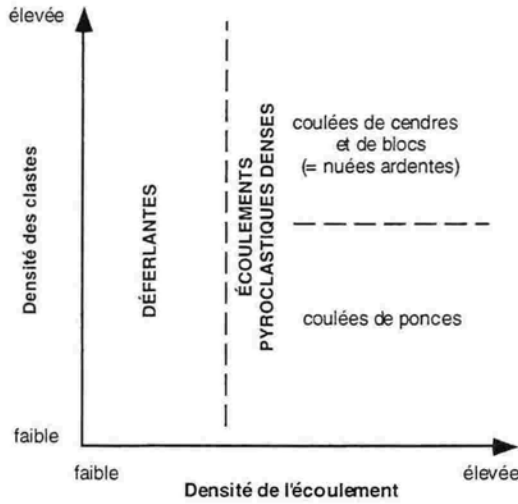 élevée
Densité des clastes
faible
DÉFERLANTES
ÉCOULEMENTS
PYROCLASTIQUES DENSES
coulées de cendres
et de blocs
(= nuées ardentes)
coulées de ponces
faible
élevée
Densité de l'écoulement